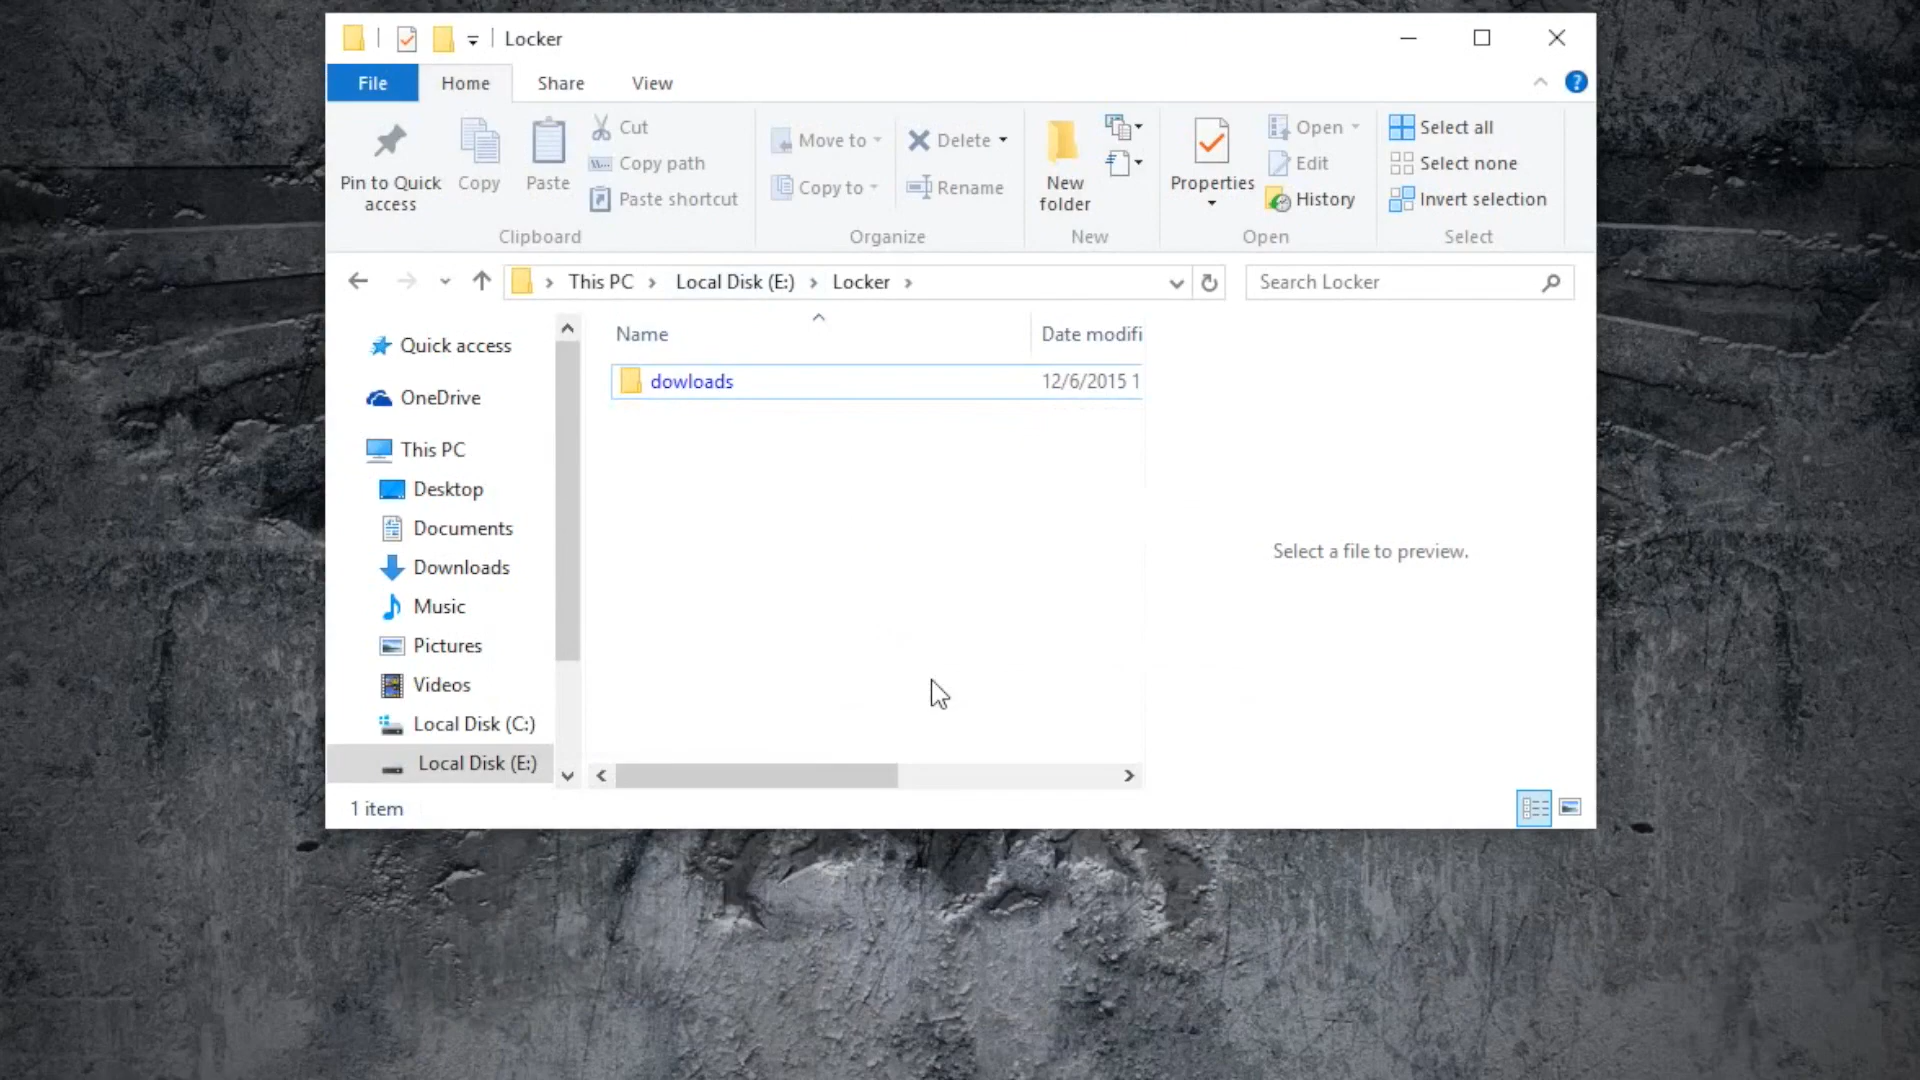 Locker
File Home Share View
Pin to Quick access
Copy
Paste
Cut
Copy path
Paste shortcut
Clipboard
Move to
Copy to
Delete
Rename
Organize
New folder
New
Properties
Open
Edit
History
Open
Select all
Select none
Invert selection
Select
This PC Local Disk (E:) Locker
Search Locker
Quick access
OneDrive
This PC
Desktop
Documents
Downloads
Music
Pictures
Videos
Local Disk (C:)
Local Disk (E:)
Name Date modifi
dowloads 12/6/2015 1
Select a file to preview.
1 item